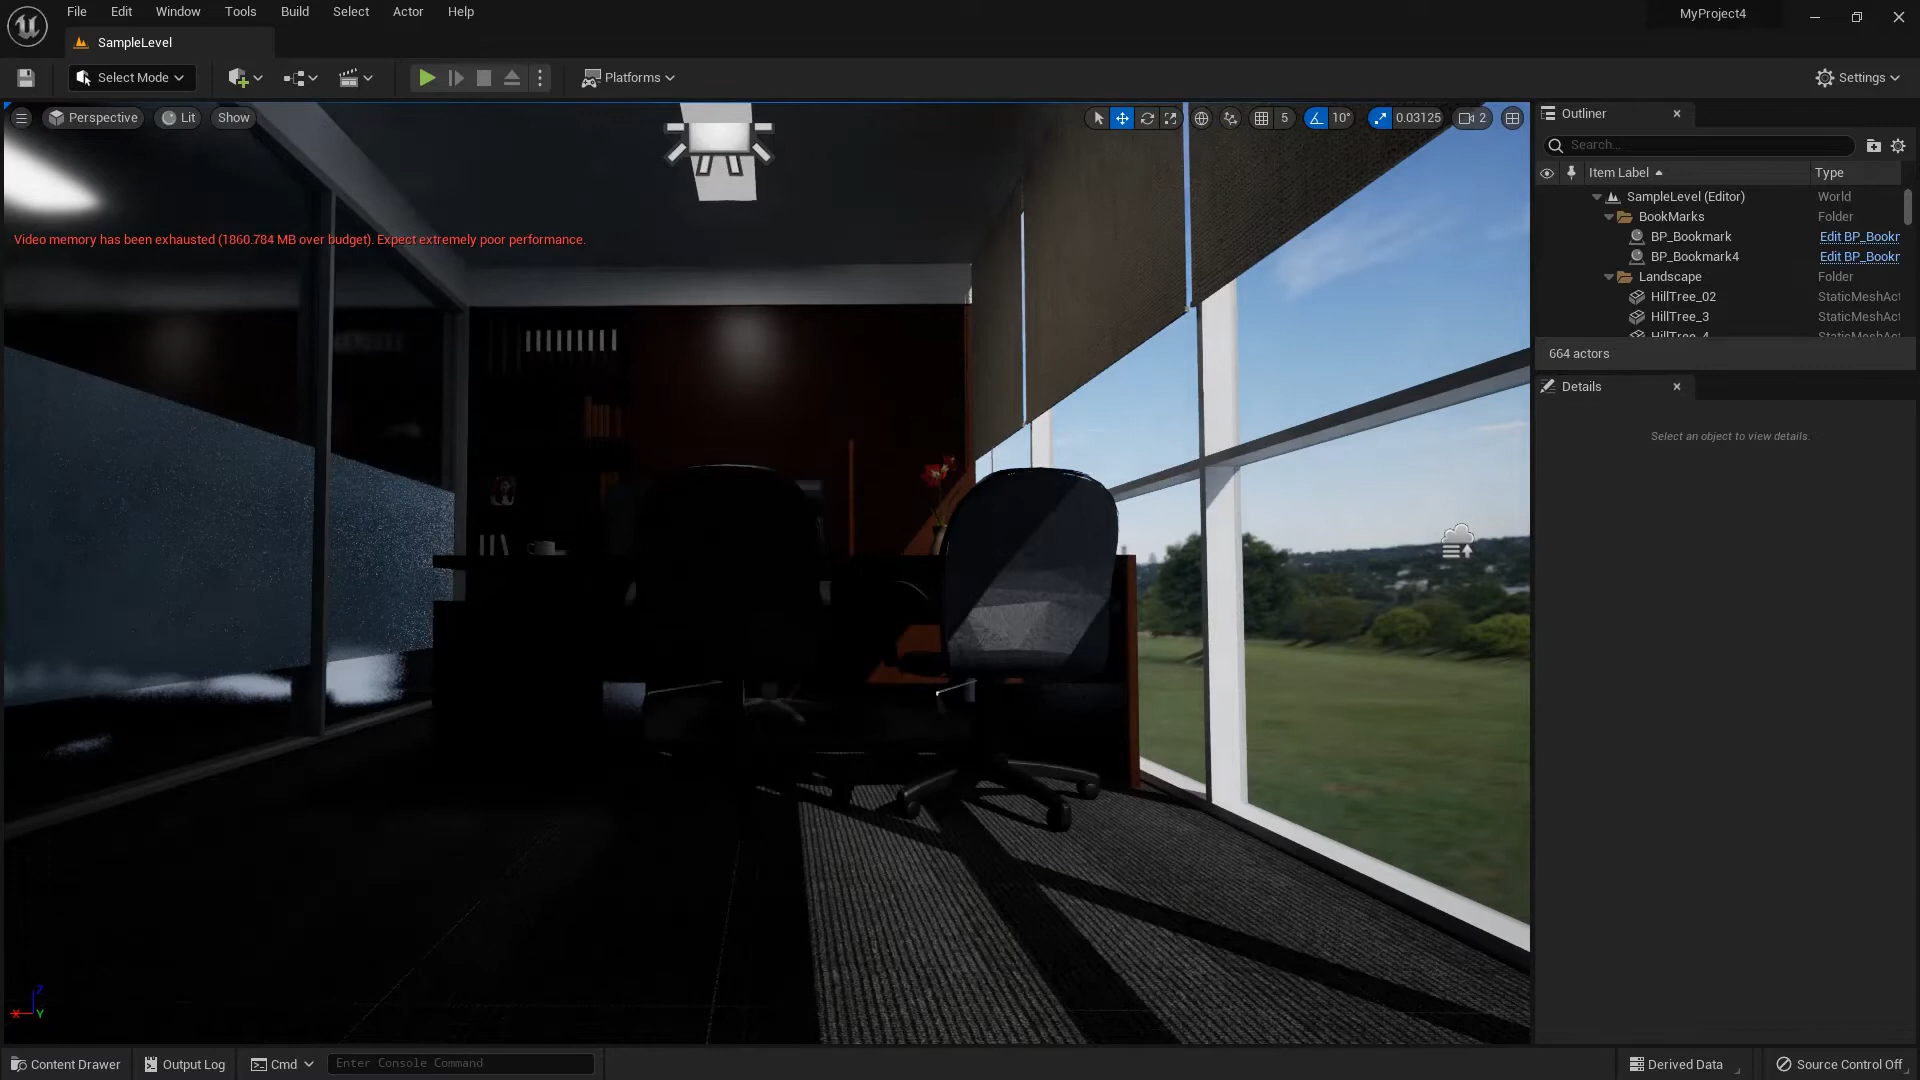 File Edit Window Tools Build Select Actor Help
MyProject4
SampleLevel
Select Mode
Platforms
Settings
Perspective Lit Show
5 10° 0.03125 2
Video memory has been exhausted (1860.784 MB over budget). Expect extremely poor performance.
Outliner
Search...
Item Label Type
SampleLevel (Editor) World
BookMarks Folder
BP_Bookmark Edit BP_Bookr
BP_Bookmark4 Edit BP_Bookr
Landscape Folder
HillTree_02 StaticMeshAct
HillTree_3 StaticMeshAct
HillTree_4 StaticMeshAct
664 actors
Details
Select an object to view details.
Z
X Y
Content Drawer Output Log Cmd Enter Console Command
Derived Data Source Control Off